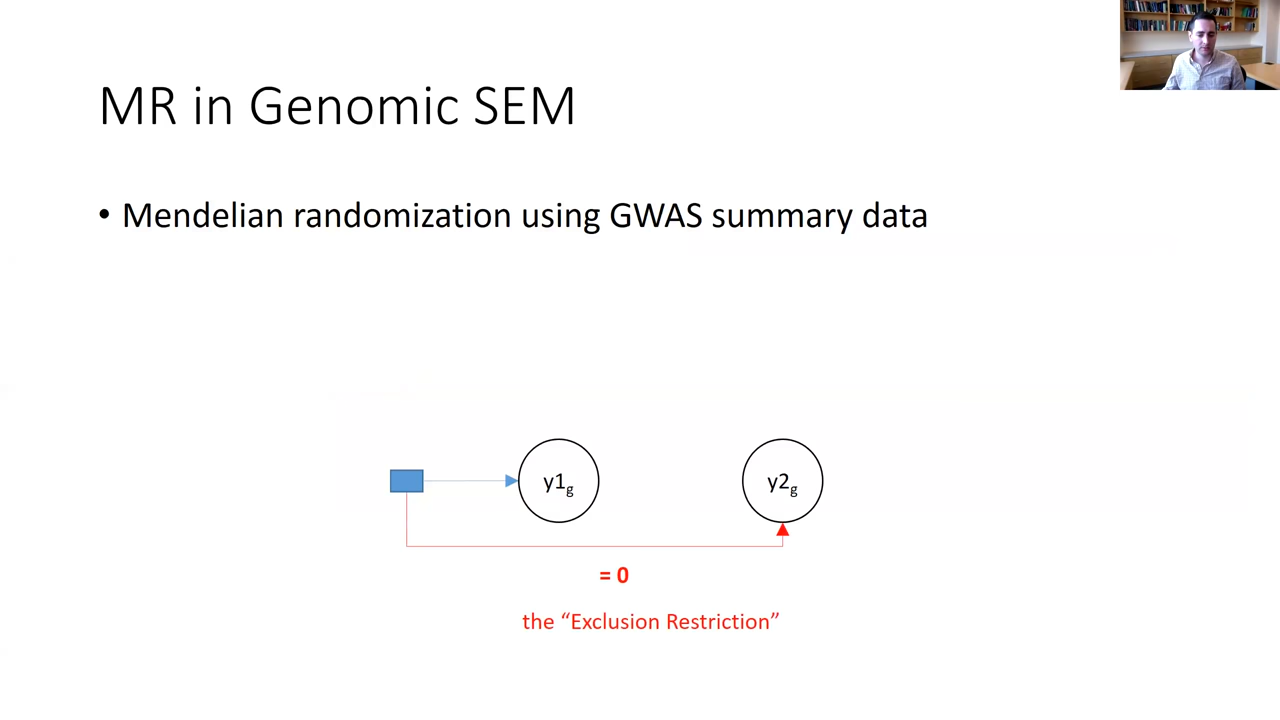 MR in Genomic SEM
• Mendelian randomization using GWAS summary data
y1g
y2g
= 0
the “Exclusion Restriction”